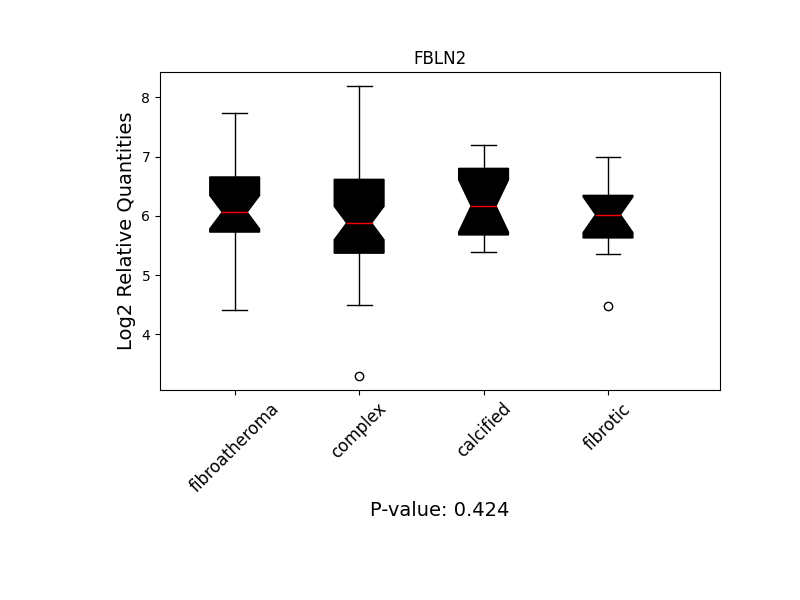 FBLN2
Log2 Relative Quantities
8
7
6
5
4
fibroatheroma
complex
calcified
fibrotic
P-value: 0.424